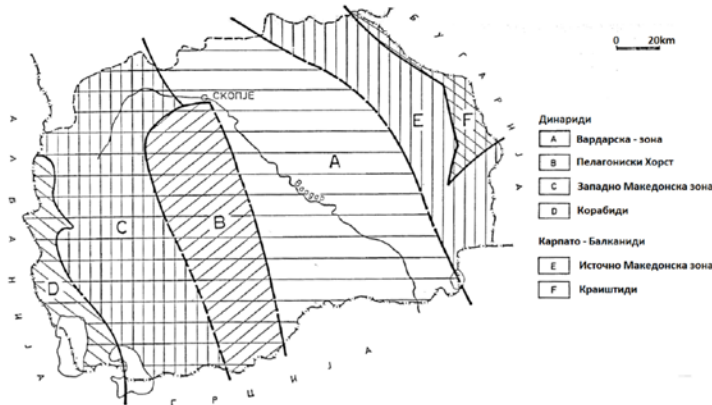 БУГАРИЈА
0 20km
СКОПЈЕ
АЛБАНИЈА
ГРЦИЈА
Вардар
A
B
C
D
E
F
Динариди
A Вардарска - зона
B Пелагониски Хорст
C Западно Македонска зона
D Корабиди
Карпато - Балканиди
E Источно Македонска зона
F Краиштиди